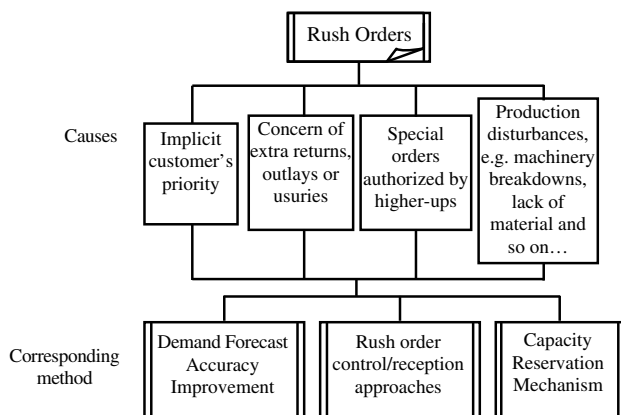 Rush Orders
Causes
Implicit
customer's
priority
Concern of
extra returns,
outlays or
usuries
Special
orders
authorized by
higher-ups
Production
disturbances,
e.g. machinery
breakdowns,
lack of
material and
so on…
Corresponding
method
Demand Forecast
Accuracy
Improvement
Rush order
control/reception
approaches
Capacity
Reservation
Mechanism